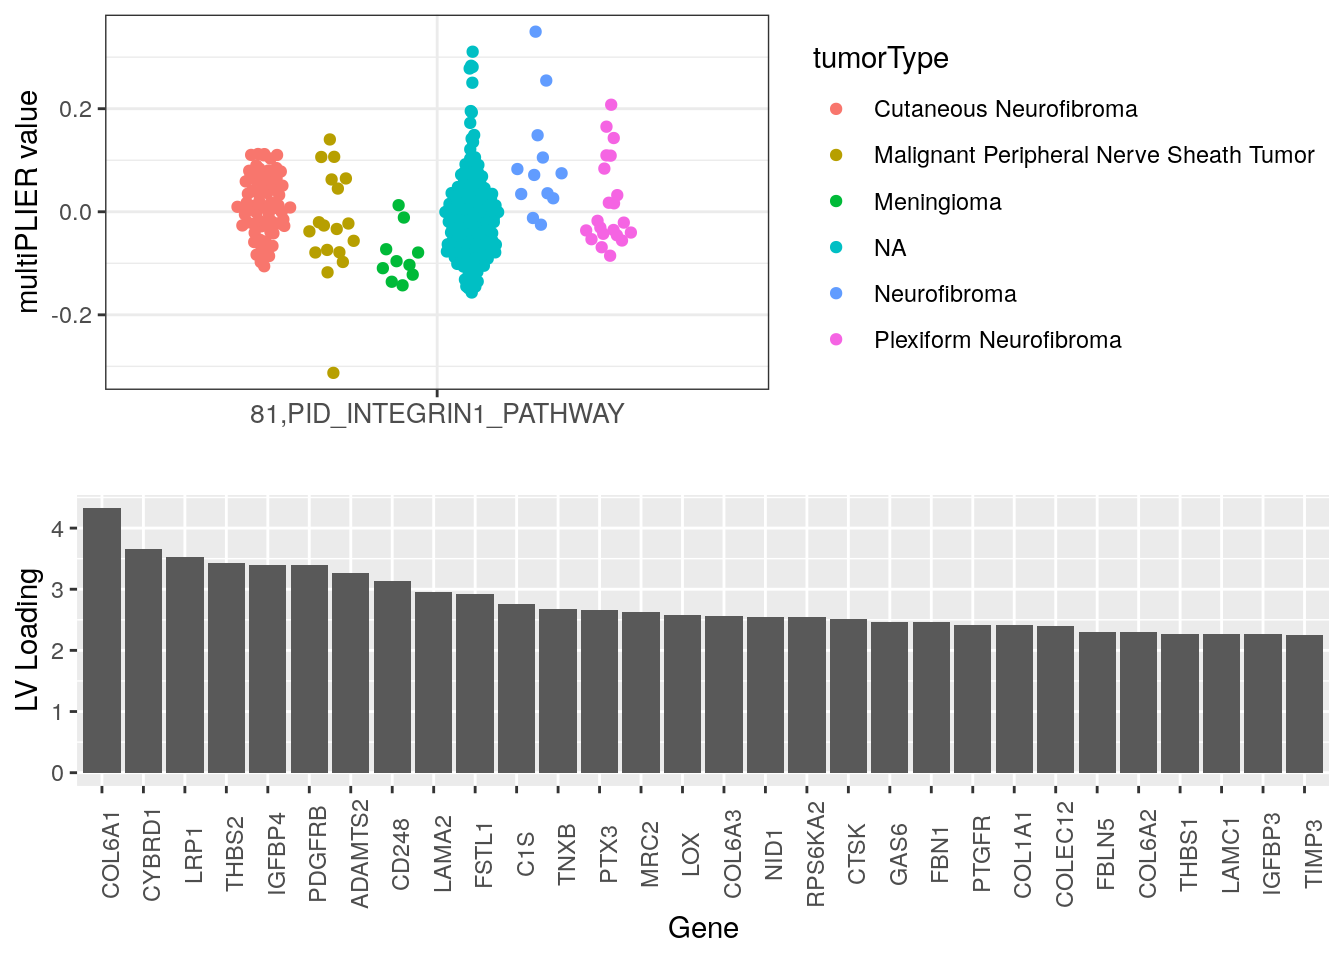 multiPLIER value
0.2
0.0
-0.2
81,PID_INTEGRIN1_PATHWAY
tumorType
Cutaneous Neurofibroma
Malignant Peripheral Nerve Sheath Tumor
Meningioma
NA
Neurofibroma
Plexiform Neurofibroma
LV Loading
4
3
2
1
0
COL6A1
CYBRD1
LRP1
THBS2
IGFBP4
PDGFRB
ADAMTS2
CD248
LAMA2
FSTL1
C1S
TNXB
PTX3
MRC2
LOX
COL6A3
NID1
RPS6KA2
CTSK
GAS6
FBN1
PTGFR
COL1A1
COLEC12
FBLN5
COL6A2
THBS1
LAMC1
IGFBP3
TIMP3
Gene